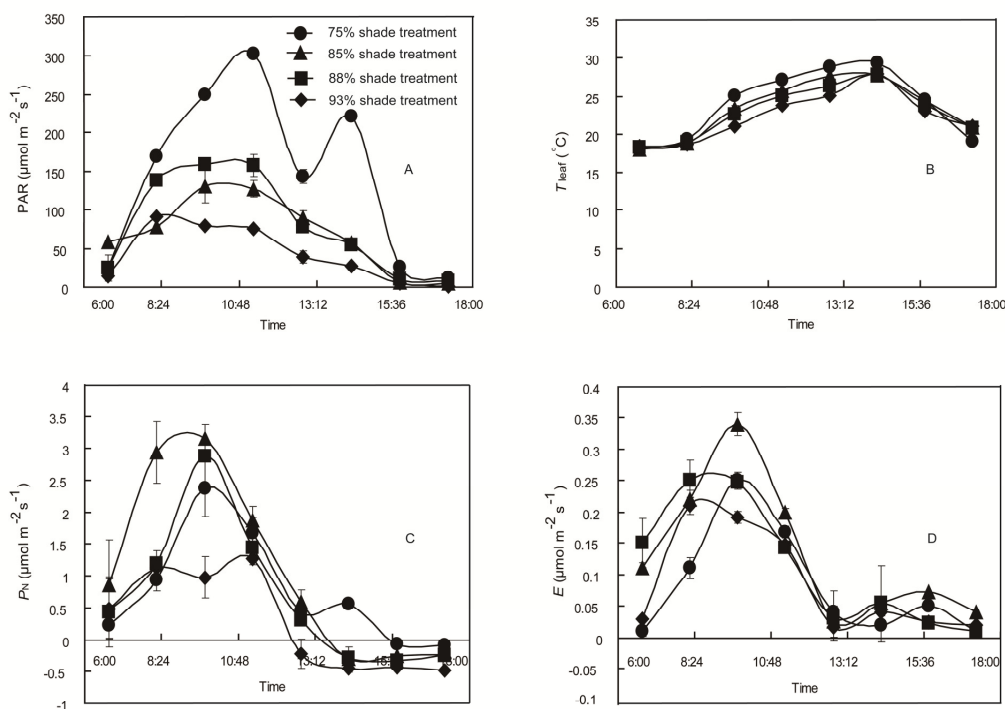 350
300
250
200
150
100
50
0
PAR (μmol m⁻² s⁻¹)
75% shade treatment
85% shade treatment
88% shade treatment
93% shade treatment
A
6:00 8:24 10:48 13:12 15:36 18:00
Time
35
30
25
20
15
10
5
0
T leaf (°C)
B
6:00 8:24 10:48 13:12 15:36 18:00
Time
4
3.5
3
2.5
2
1.5
1
0.5
0
-0.5
-1
PN (μmol m⁻² s⁻¹)
C
6:00 8:24 10:48 13:12 15:36 18:00
Time
0.4
0.35
0.3
0.25
0.2
0.15
0.1
0.05
0
-0.05
-0.1
E (μmol m⁻² s⁻¹)
D
6:00 8:24 10:48 13:12 15:36 18:00
Time